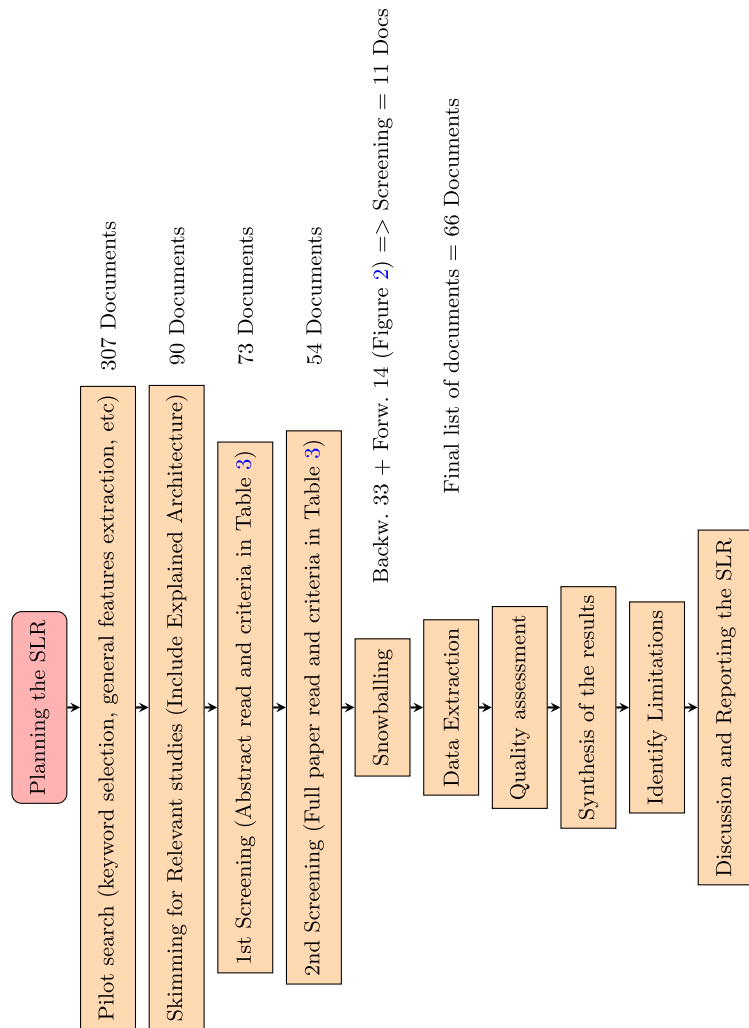 Planning the SLR
Pilot search (keyword selection, general features extraction, etc)
307 Documents
Skimming for Relevant studies (Include Explained Architecture)
90 Documents
1st Screening (Abstract read and criteria in Table 3)
73 Documents
2nd Screening (Full paper read and criteria in Table 3)
54 Documents
Snowballing
Backw. 33 + Forw. 14 (Figure 2) => Screening = 11 Docs
Data Extraction
Final list of documents = 66 Documents
Quality assessment
Synthesis of the results
Identify Limitations
Discussion and Reporting the SLR